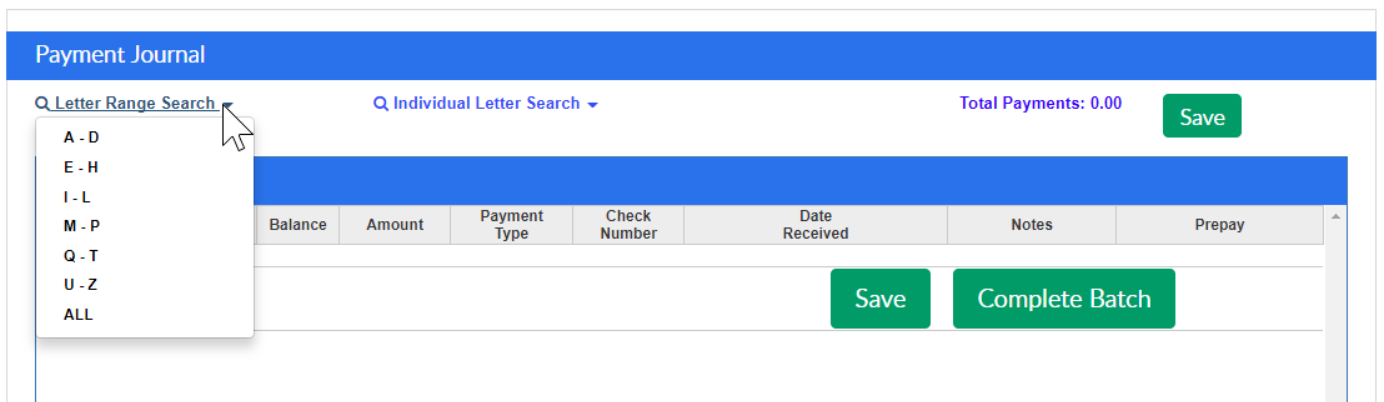 Payment Journal
Letter Range Search
Individual Letter Search
Total Payments: 0.00
Save
A - D
E - H
I - L
M - P
Q - T
U - Z
ALL
Balance
Amount
Payment
Type
Check
Number
Date
Received
Notes
Prepay
Save
Complete Batch